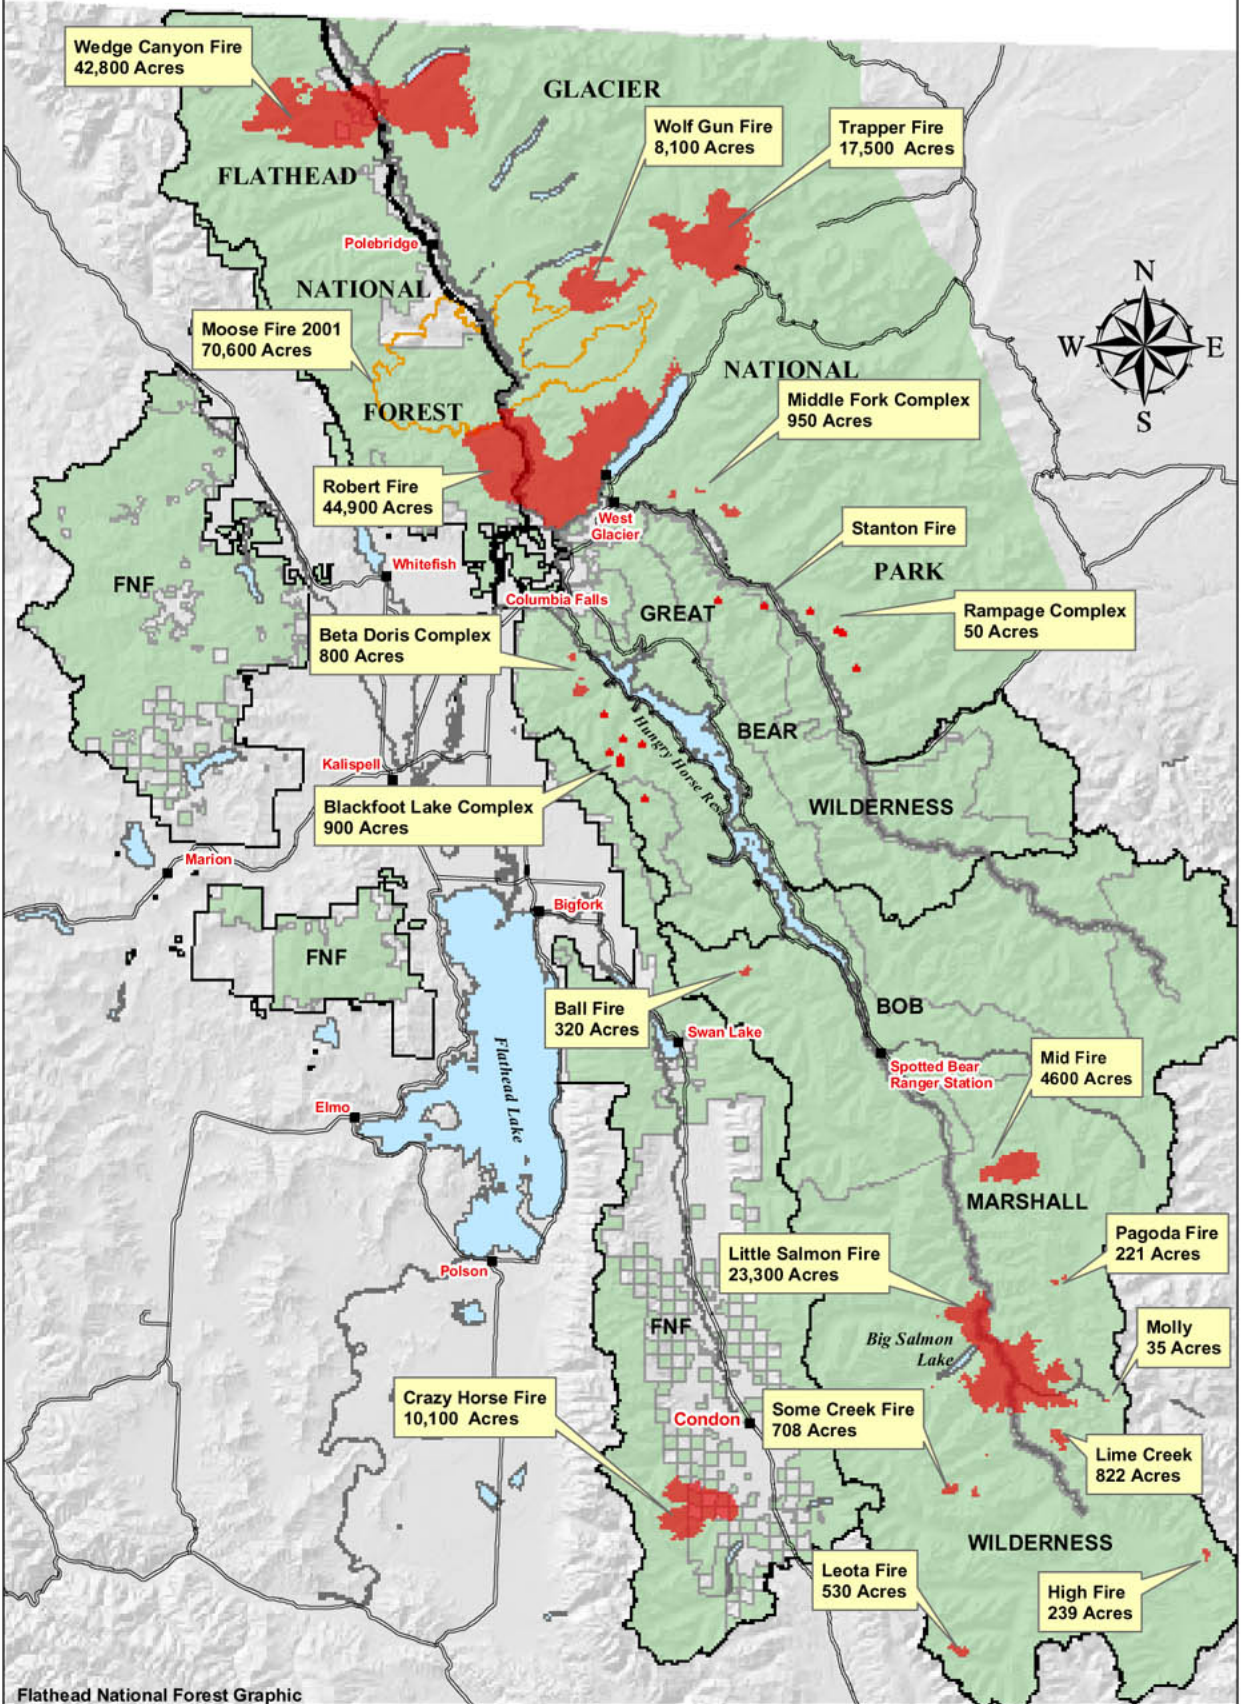 Wedge Canyon Fire
42,800 Acres
GLACIER
Wolf Gun Fire
8,100 Acres
Trapper Fire
17,500 Acres
FLATHEAD
Polebridge
NATIONAL
N
W
E
S
Moose Fire 2001
70,600 Acres
NATIONAL
FOREST
Middle Fork Complex
950 Acres
Robert Fire
44,900 Acres
West
Glacier
Stanton Fire
Whitefish
PARK
FNF
Columbia Falls
GREAT
Rampage Complex
50 Acres
Beta Doris Complex
800 Acres
Hungry Horse Res
BEAR
Kalispell
Blackfoot Lake Complex
900 Acres
WILDERNESS
Marion
Bigfork
FNF
Ball Fire
320 Acres
BOB
Swan Lake
Flathead Lake
Spotted Bear
Ranger Station
Mid Fire
4600 Acres
Elmo
MARSHALL
Little Salmon Fire
23,300 Acres
Pagoda Fire
221 Acres
Polson
FNF
Big Salmon
Lake
Molly
35 Acres
Crazy Horse Fire
10,100 Acres
Condon
Some Creek Fire
708 Acres
Lime Creek
822 Acres
WILDERNESS
Leota Fire
530 Acres
High Fire
239 Acres
Flathead National Forest Graphic